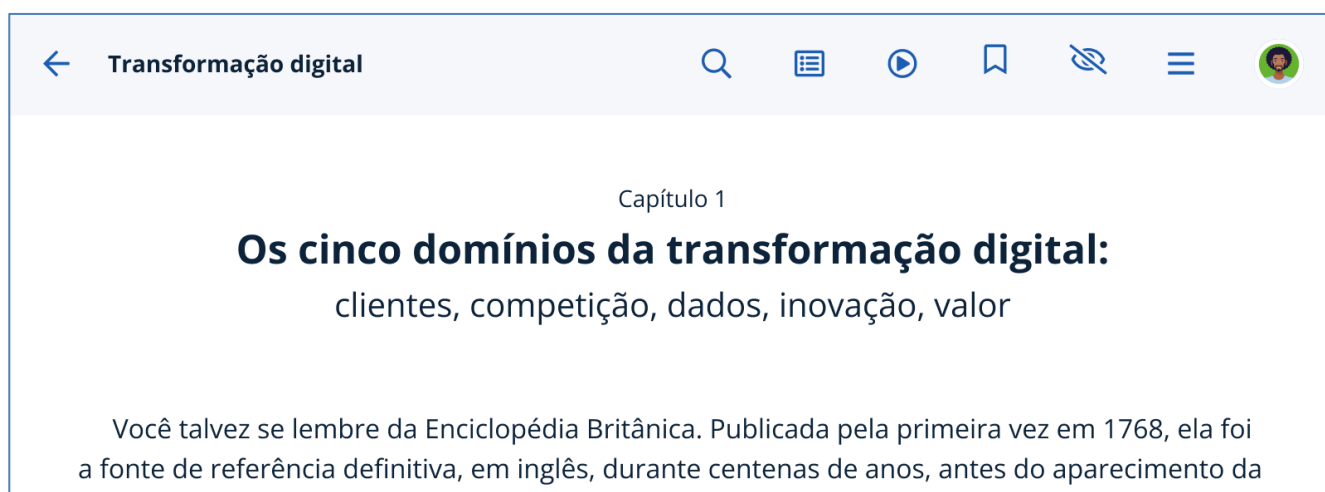 Transformação digital
Capítulo 1
Os cinco domínios da transformação digital:
clientes, competição, dados, inovação, valor
Você talvez se lembre da Enciclopédia Britânica. Publicada pela primeira vez em 1768, ela foi
a fonte de referência definitiva, em inglês, durante centenas de anos, antes do aparecimento da